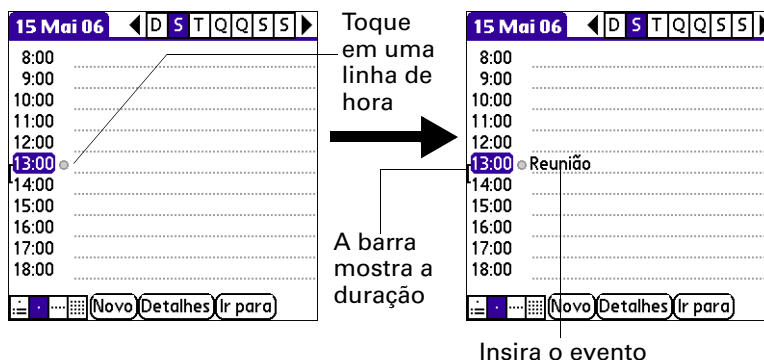 15 Mai 06 D S T Q Q S S
8:00
9:00
10:00
11:00
12:00
13:00
14:00
15:00
16:00
17:00
18:00
Novo Detalhes Ir para
Toque
em uma
linha de
hora
A barra
mostra a
duração
15 Mai 06 D S T Q Q S S
8:00
9:00
10:00
11:00
12:00
13:00 Reunião
14:00
15:00
16:00
17:00
18:00
Novo Detalhes Ir para
Insira o evento